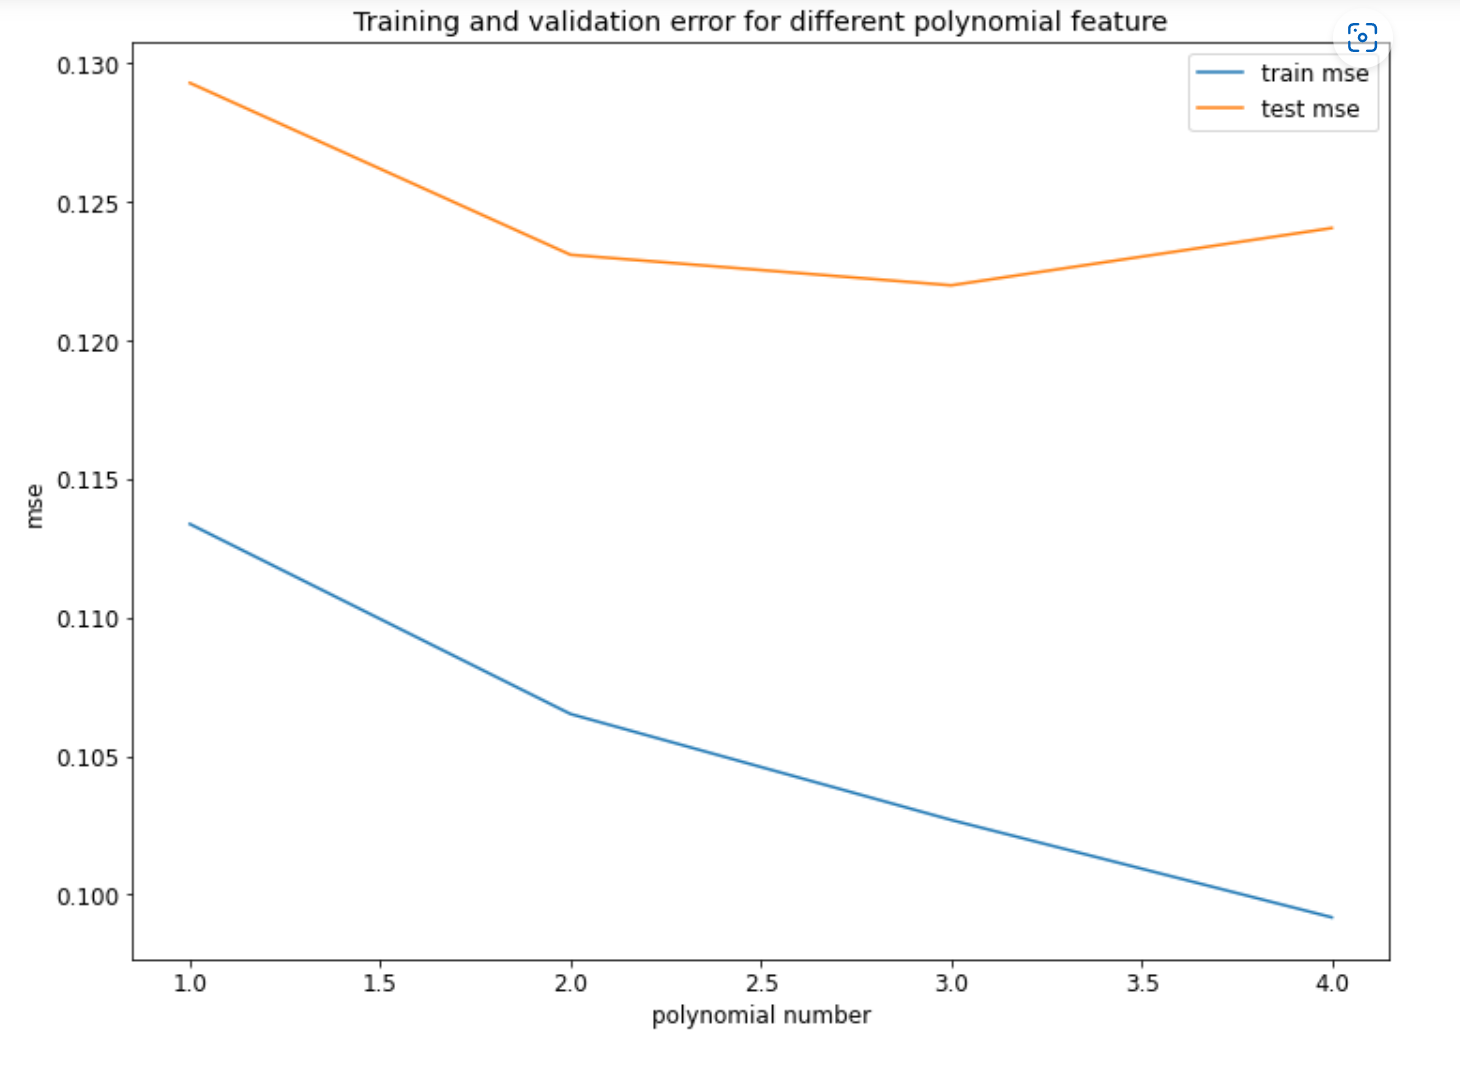 Training and validation error for different polynomial feature
train mse
test mse
0.130
0.125
0.120
0.115
0.110
0.105
0.100
mse
1.0 1.5 2.0 2.5 3.0 3.5 4.0
polynomial number